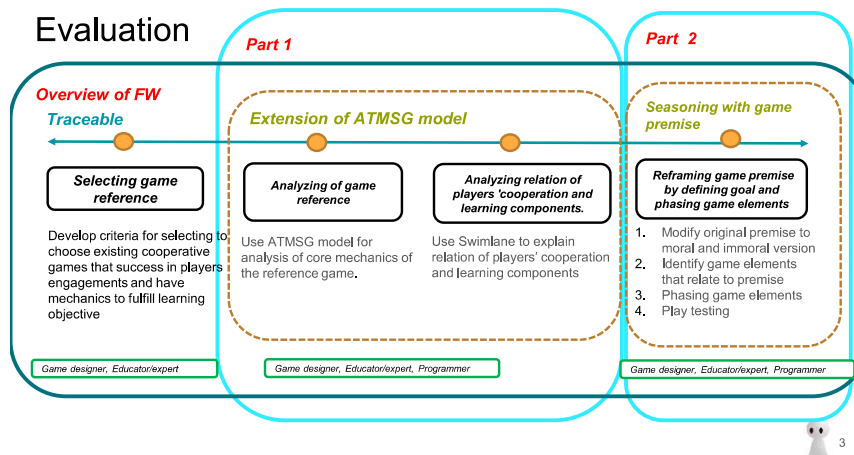 Evaluation
Part 1
Part 2
Overview of FW
Traceable
Extension of ATMSG model
Seasoning with game
premise
Selecting game
reference
Develop criteria for selecting to
choose existing cooperative
games that success in players
engagements and have
mechanics to fulfill learning
objective
Analyzing of game
reference
Use ATMSG model for
analysis of core mechanics of
the reference game.
Analyzing relation of
players 'cooperation and
learning components.
Use Swimlane to explain
relation of players' cooperation
and learning components
Reframing game premise
by defining goal and
phasing game elements
1. Modify original premise to
moral and immoral version
2. Identify game elements
that relate to premise
3. Phasing game elements
4. Play testing
Game designer, Educator/expert
Game designer, Educator/expert, Programmer
Game designer, Educator/expert, Programmer
3